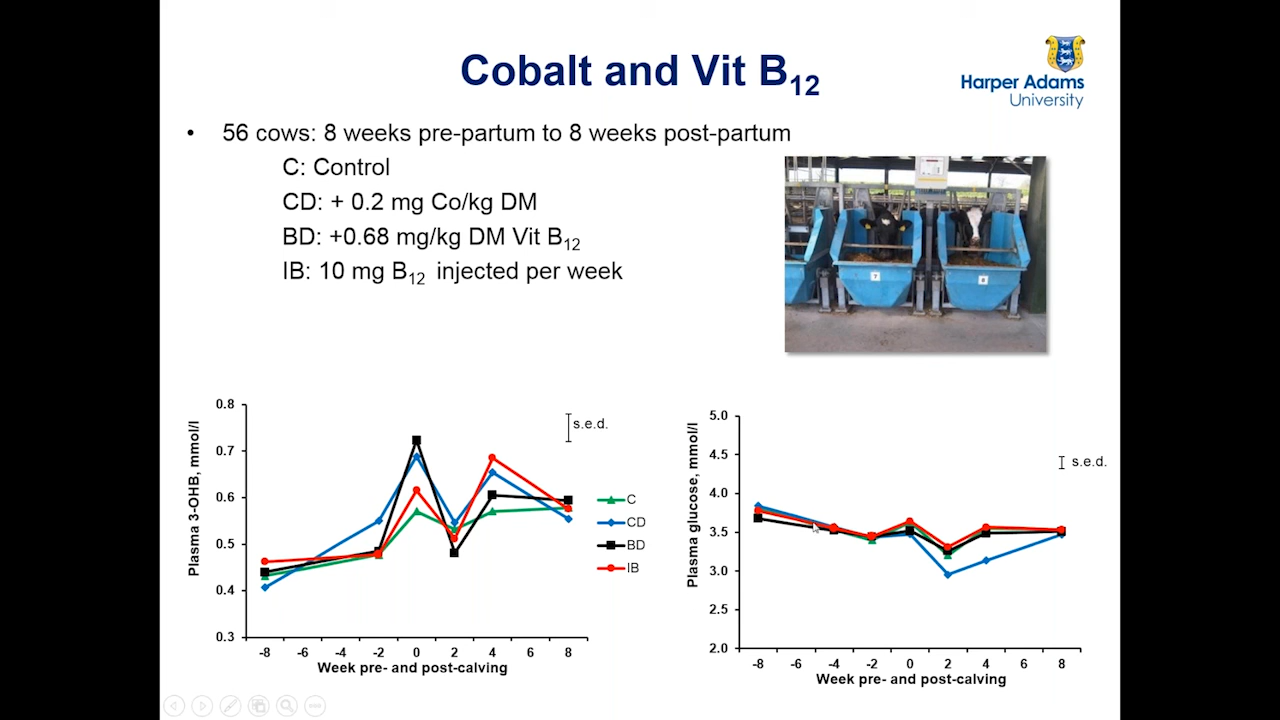 Cobalt and Vit B12
Harper Adams
University
• 56 cows: 8 weeks pre-partum to 8 weeks post-partum
C: Control
CD: + 0.2 mg Co/kg DM
BD: +0.68 mg/kg DM Vit B12
IB: 10 mg B12 injected per week
7
8
Plasma 3-OHB, mmol/l
0.8
0.7
0.6
0.5
0.4
0.3
s.e.d.
C
CD
BD
IB
-8 -6 -4 -2 0 2 4 6 8
Week pre- and post-calving
Plasma glucose, mmol/l
5.0
4.5
4.0
3.5
3.0
2.5
2.0
s.e.d.
-8 -6 -4 -2 0 2 4 6 8
Week pre- and post-calving